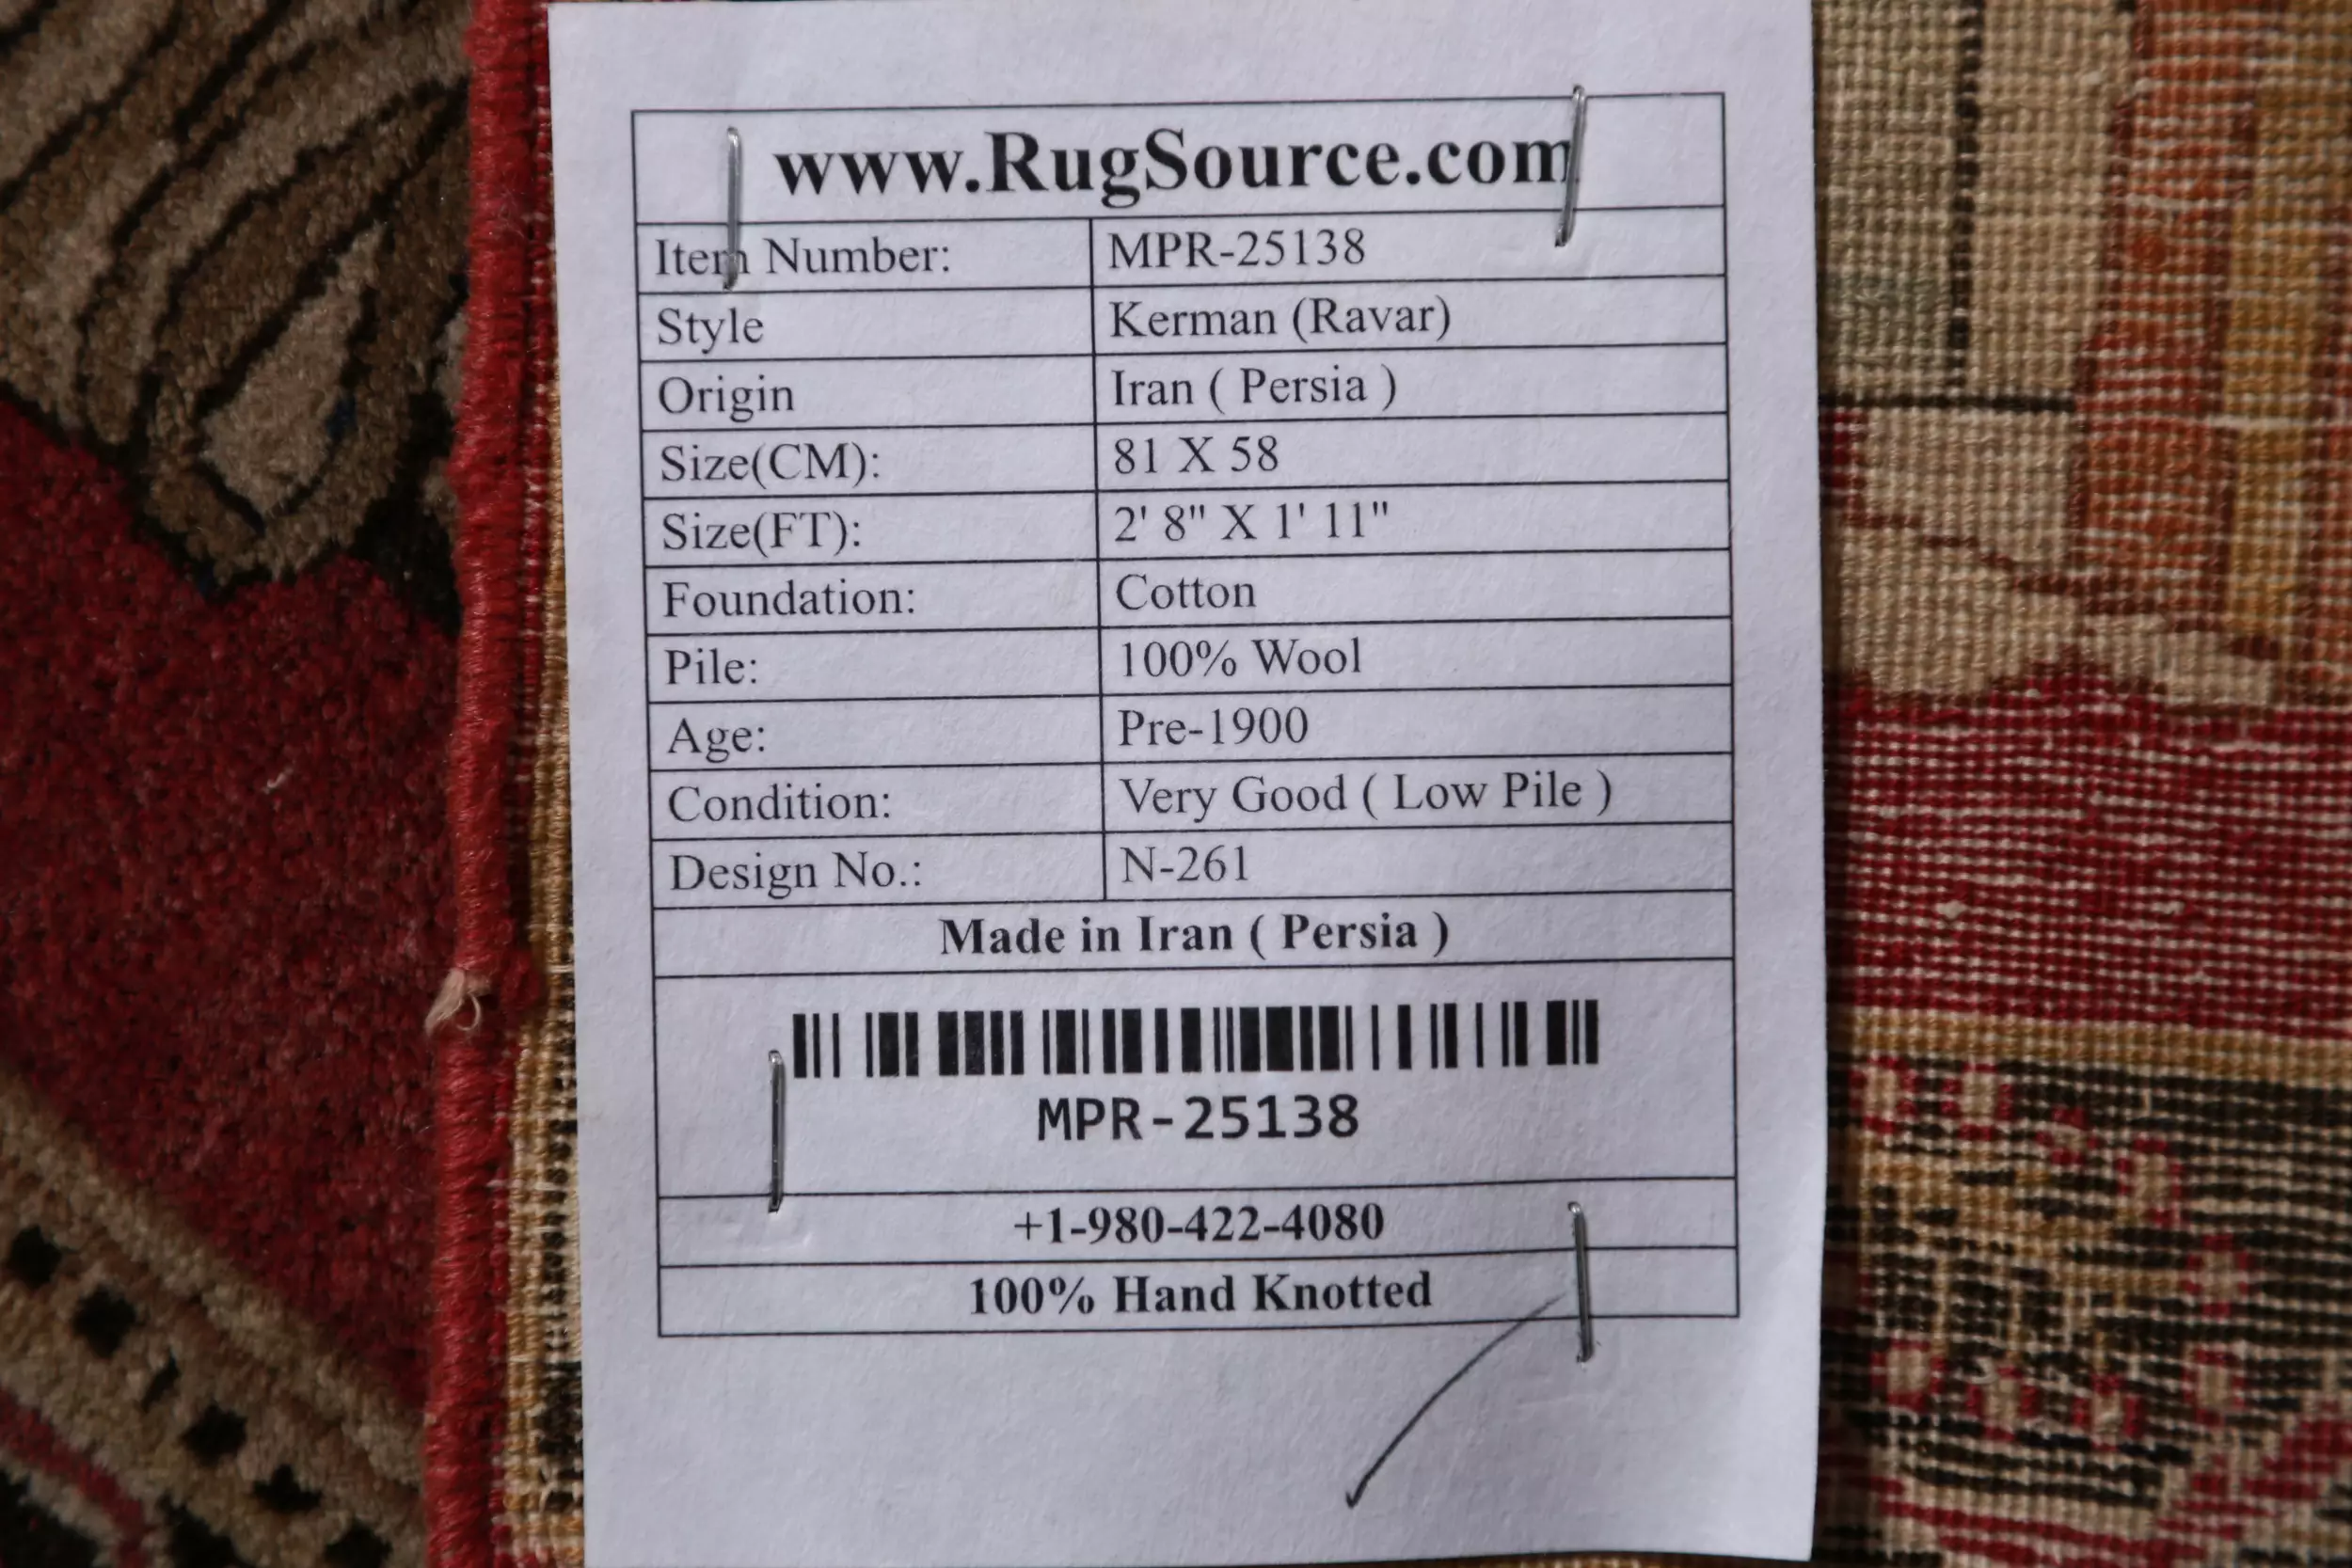 www.RugSource.com
Item Number: MPR-25138
Style Kerman (Ravar)
Origin Iran ( Persia )
Size(CM): 81 X 58
Size(FT): 2' 8" X 1' 11"
Foundation: Cotton
Pile: 100% Wool
Age: Pre-1900
Condition: Very Good ( Low Pile )
Design No.: N-261
Made in Iran ( Persia )
MPR-25138
+1-980-422-4080
100% Hand Knotted